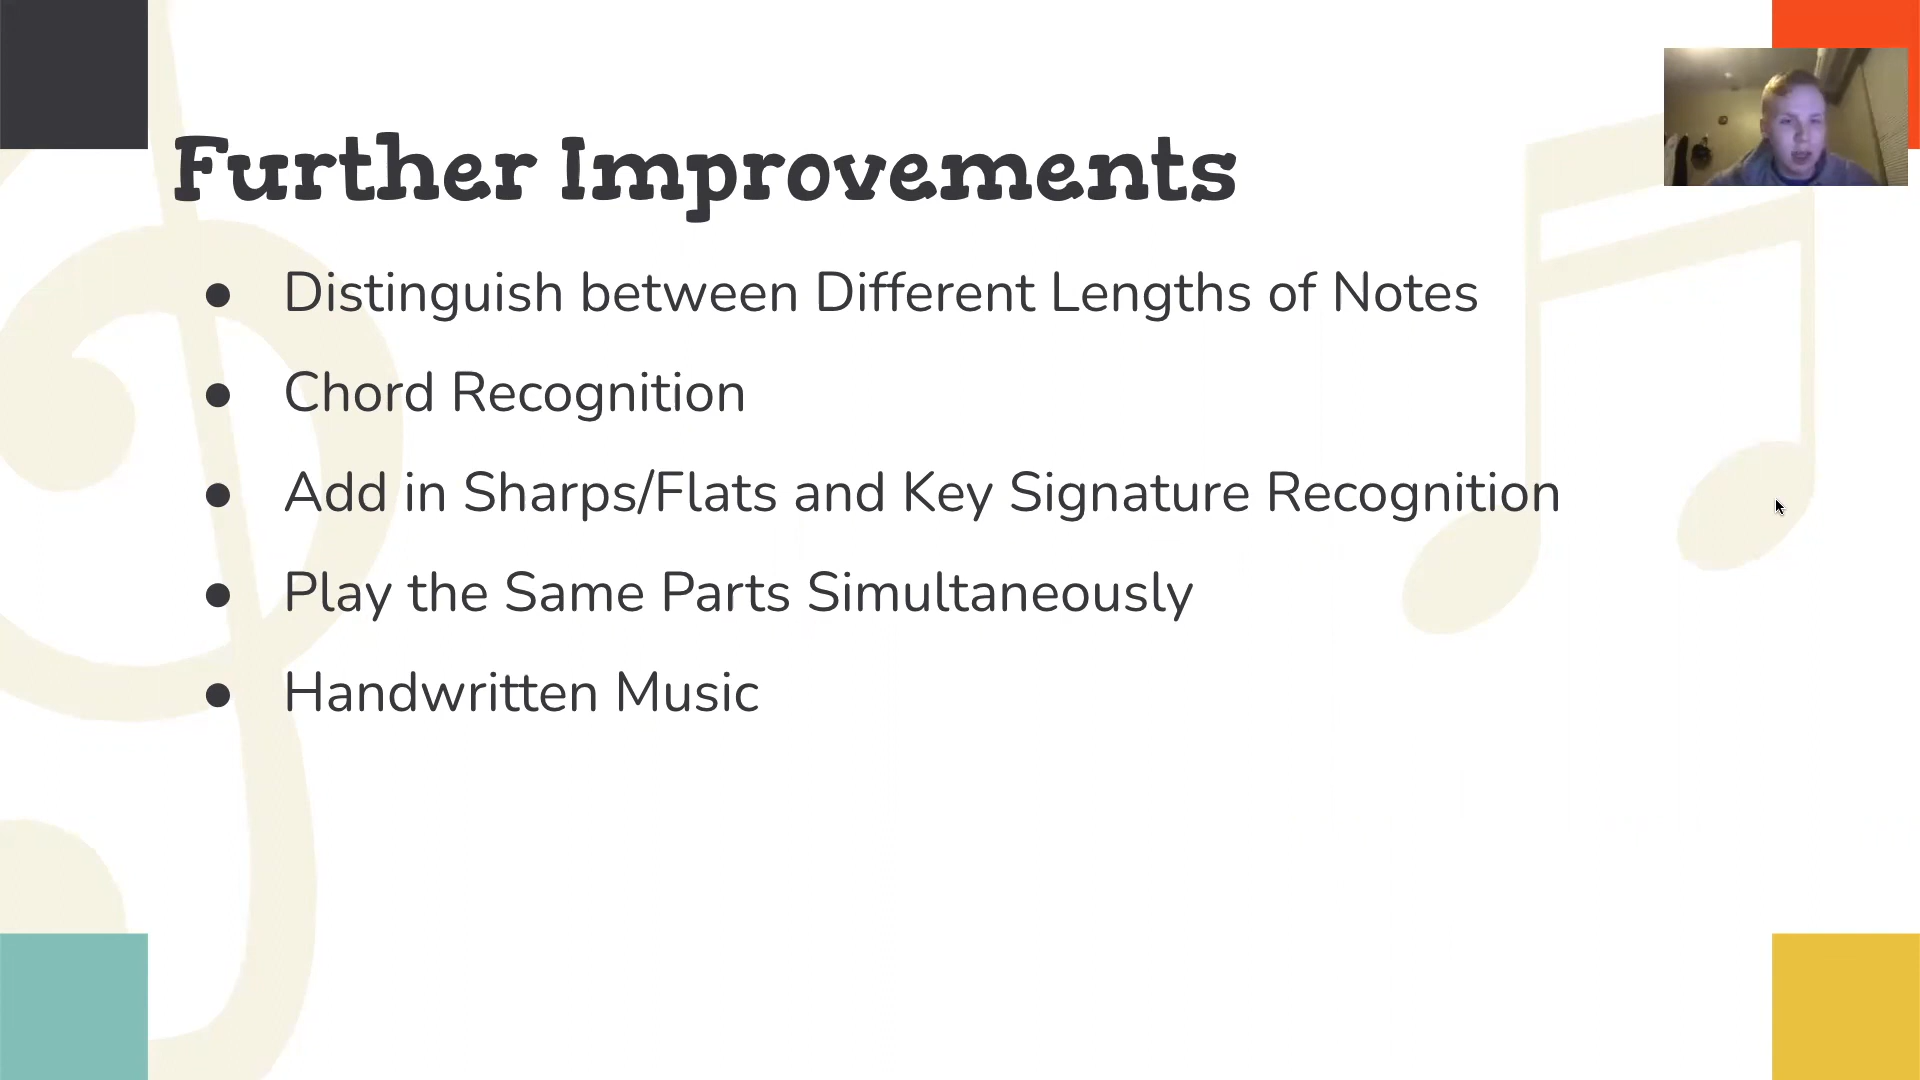 Further Improvements
● Distinguish between Different Lengths of Notes
● Chord Recognition
● Add in Sharps/Flats and Key Signature Recognition
● Play the Same Parts Simultaneously
● Handwritten Music